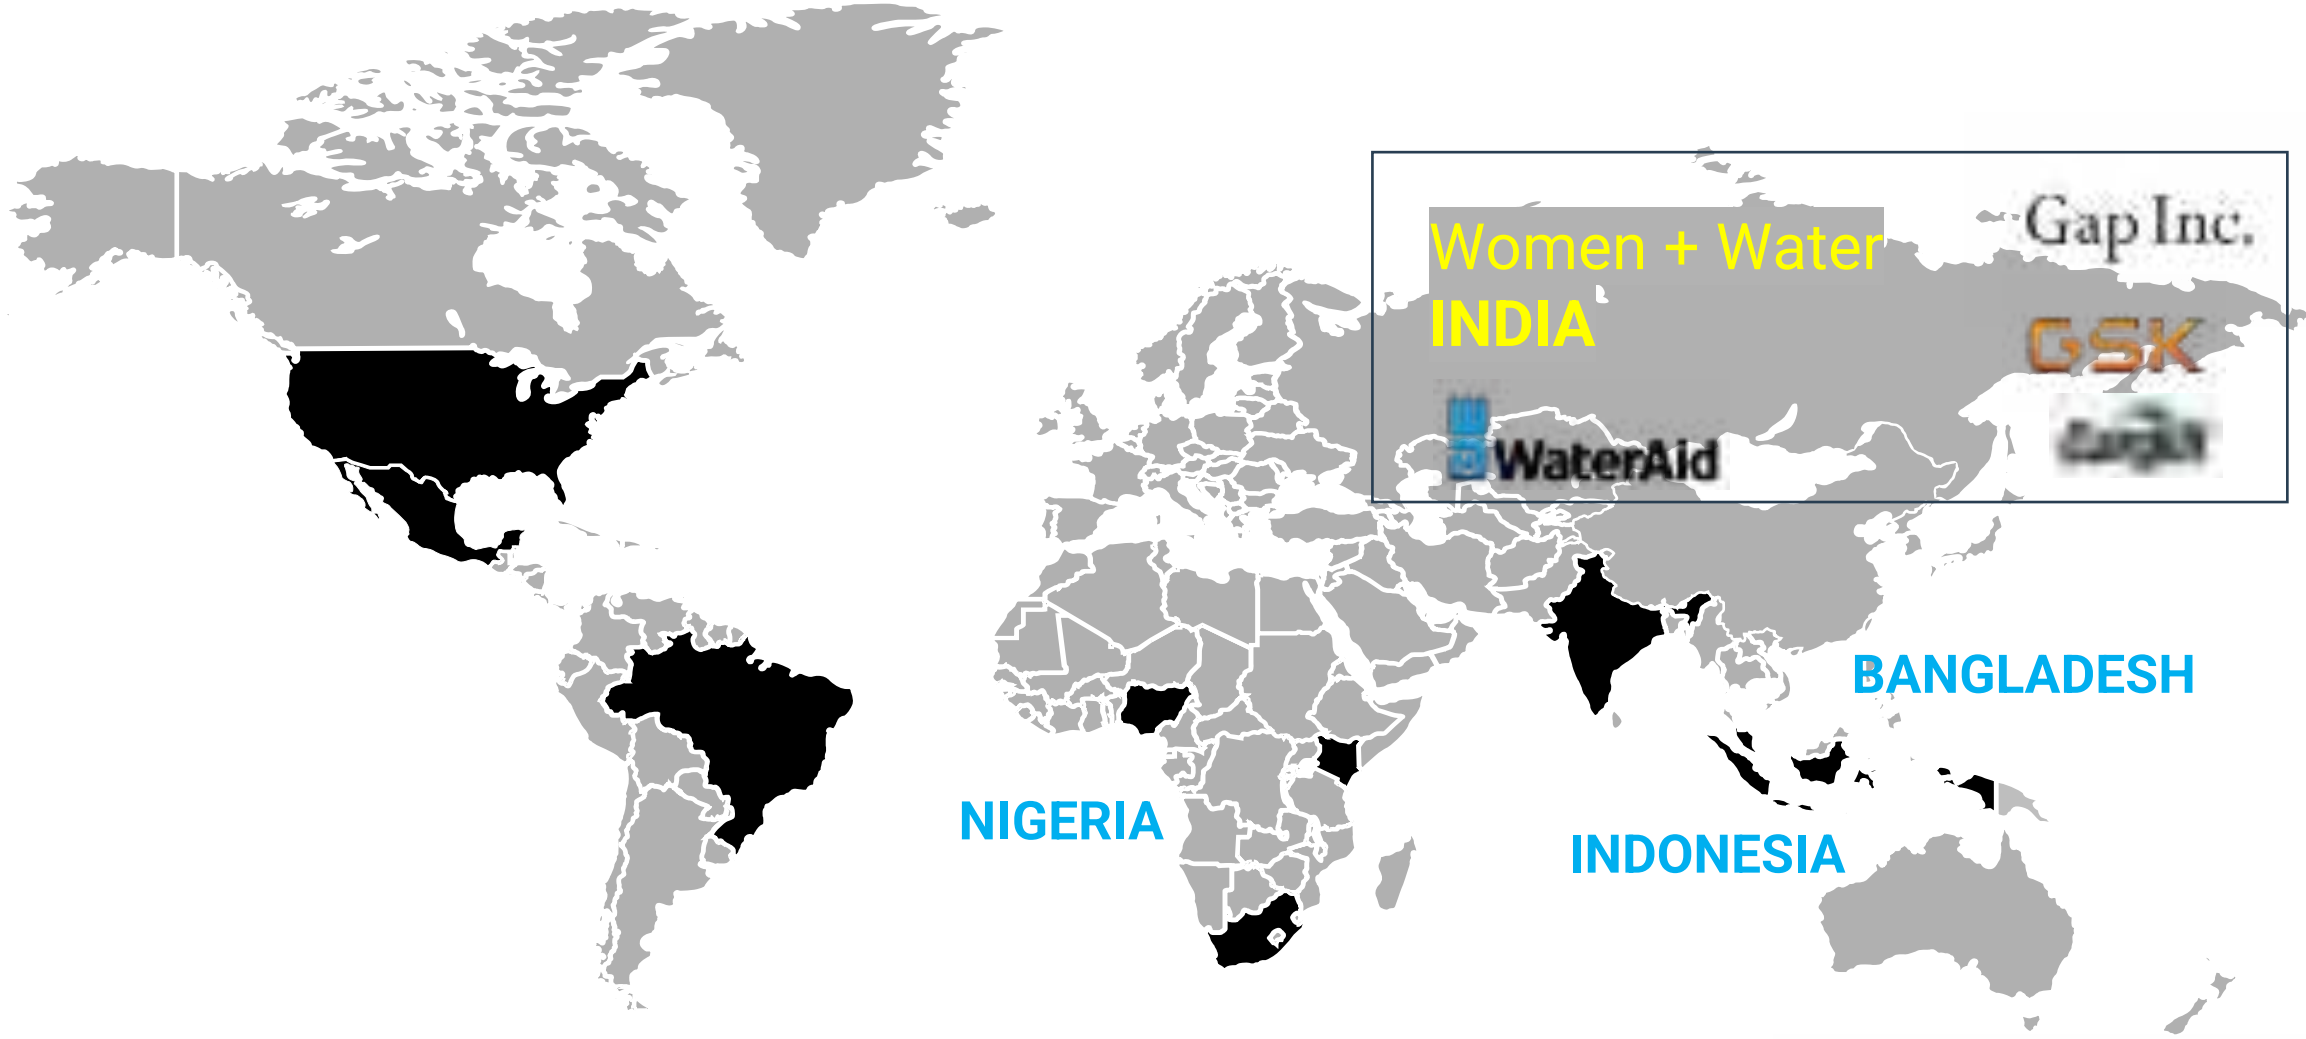 Women + Water
INDIA
Gap Inc.
GSK
WaterAid
BANGLADESH
NIGERIA
INDONESIA